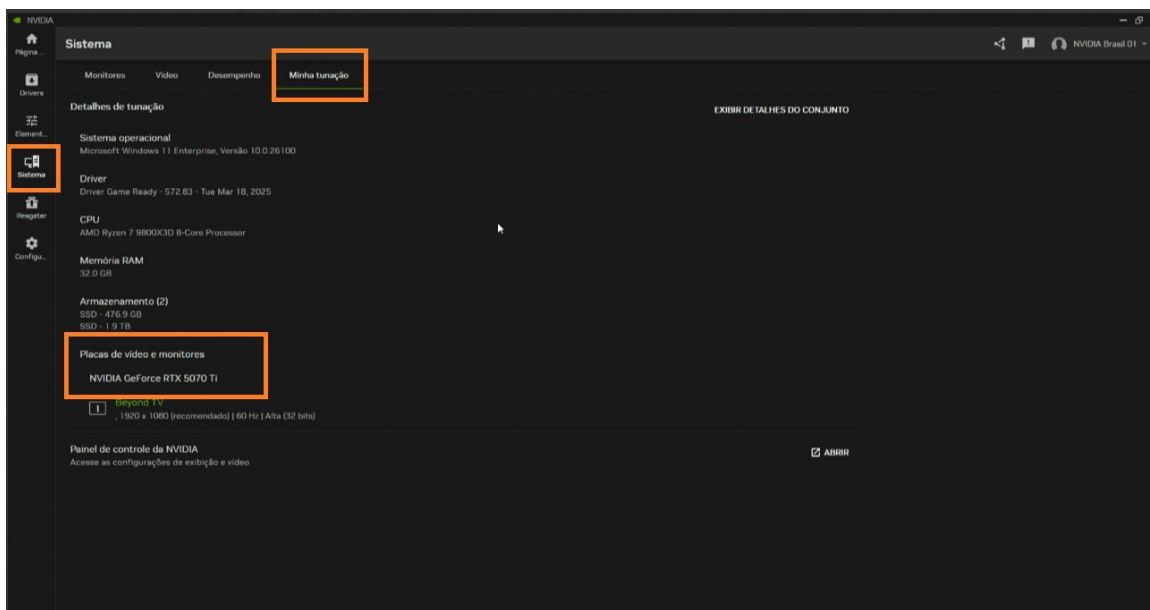 NVIDIA
Página ...
Sistema
NVIDIA Brasil 01
Monitores Vídeo Desempenho Minha tunação
Drivers
Detalhes de tunação
EXIBIR DETALHES DO CONJUNTO
Element...
Sistema operacional
Microsoft Windows 11 Enterprise, Versão 10.0.26100
Sistema
Driver
Driver Game Ready - 572.83 - Tue Mar 18, 2025
Resgatar
CPU
AMD Ryzen 7 9800X3D 8-Core Processor
Configu...
Memória RAM
32.0 GB
Armazenamento (2)
SSD - 476.9 GB
SSD - 1.9 TB
Placas de vídeo e monitores
NVIDIA GeForce RTX 5070 Ti
1
Beyond TV
, 1920 x 1080 (recomendado) | 60 Hz | Alta (32 bits)
Painel de controle da NVIDIA
Acesse as configurações de exibição e vídeo
ABRIR